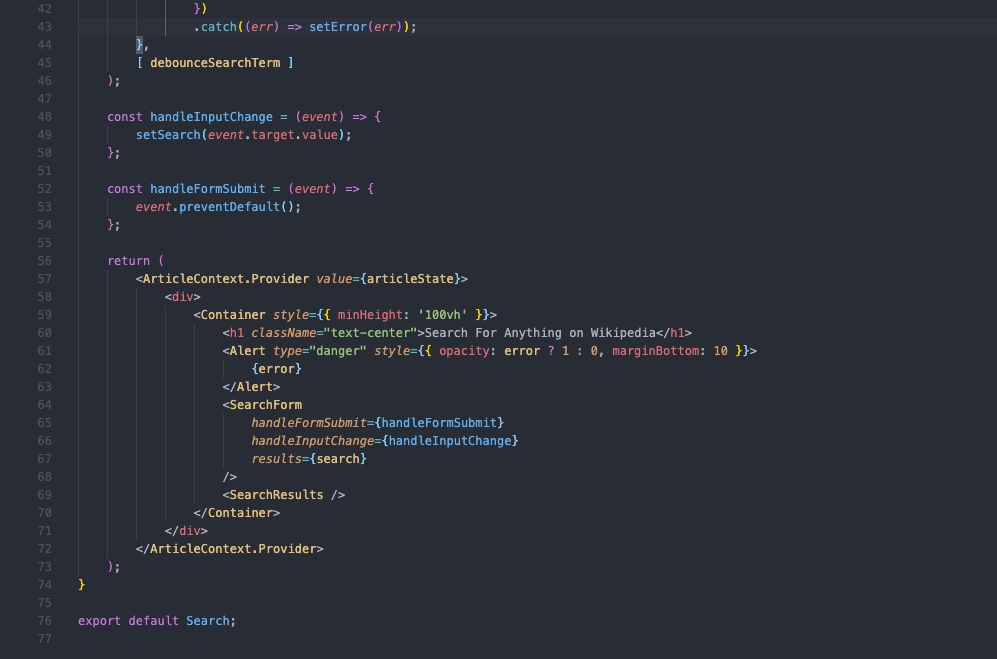 42 })
43 .catch((err) => setError(err));
44 },
45 [ debounceSearchTerm ]
46 );
47
48 const handleInputChange = (event) => {
49 setSearch(event.target.value);
50 };
51
52 const handleFormSubmit = (event) => {
53 event.preventDefault();
54 };
55
56 return (
57 <ArticleContext.Provider value={articleState}>
58 <div>
59 <Container style={{ minHeight: '100vh' }}>
60 <h1 className="text-center">Search For Anything on Wikipedia</h1>
61 <Alert type="danger" style={{ opacity: error ? 1 : 0, marginBottom: 10 }}>
62 {error}
63 </Alert>
64 <SearchForm
65 handleFormSubmit={handleFormSubmit}
66 handleInputChange={handleInputChange}
67 results={search}
68 />
69 <SearchResults />
70 </Container>
71 </div>
72 </ArticleContext.Provider>
73 );
74 }
75
76 export default Search;
77